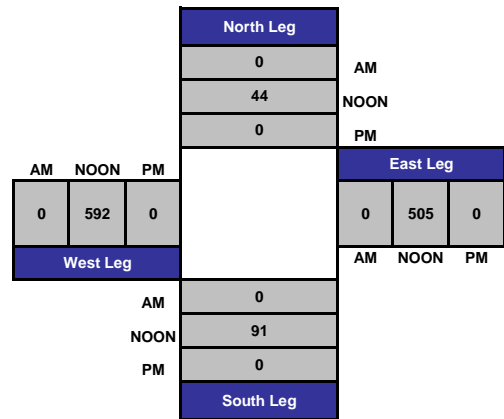 North Leg
0 AM
44 NOON
0 PM
AM NOON PM East Leg
0 592 0 0 505 0
West Leg AM NOON PM
AM 0
NOON 91
PM 0
South Leg